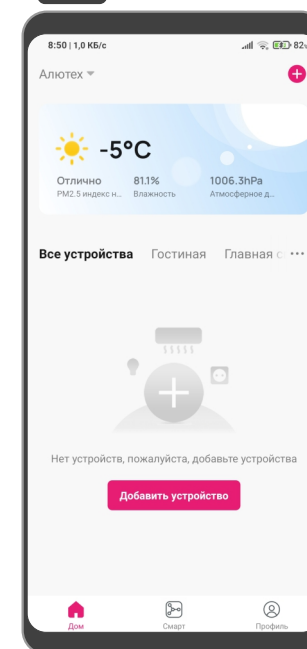 8:50 | 1,0 КБ/с 82
Алютех
-5°C
Отлично 81.1% 1006.3hPa
PM2.5 индекс н... Влажность Атмосферное д...
Все устройства Гостиная Главная с ...
Нет устройств, пожалуйста, добавьте устройства
Добавить устройство
Дом Смарт Профиль